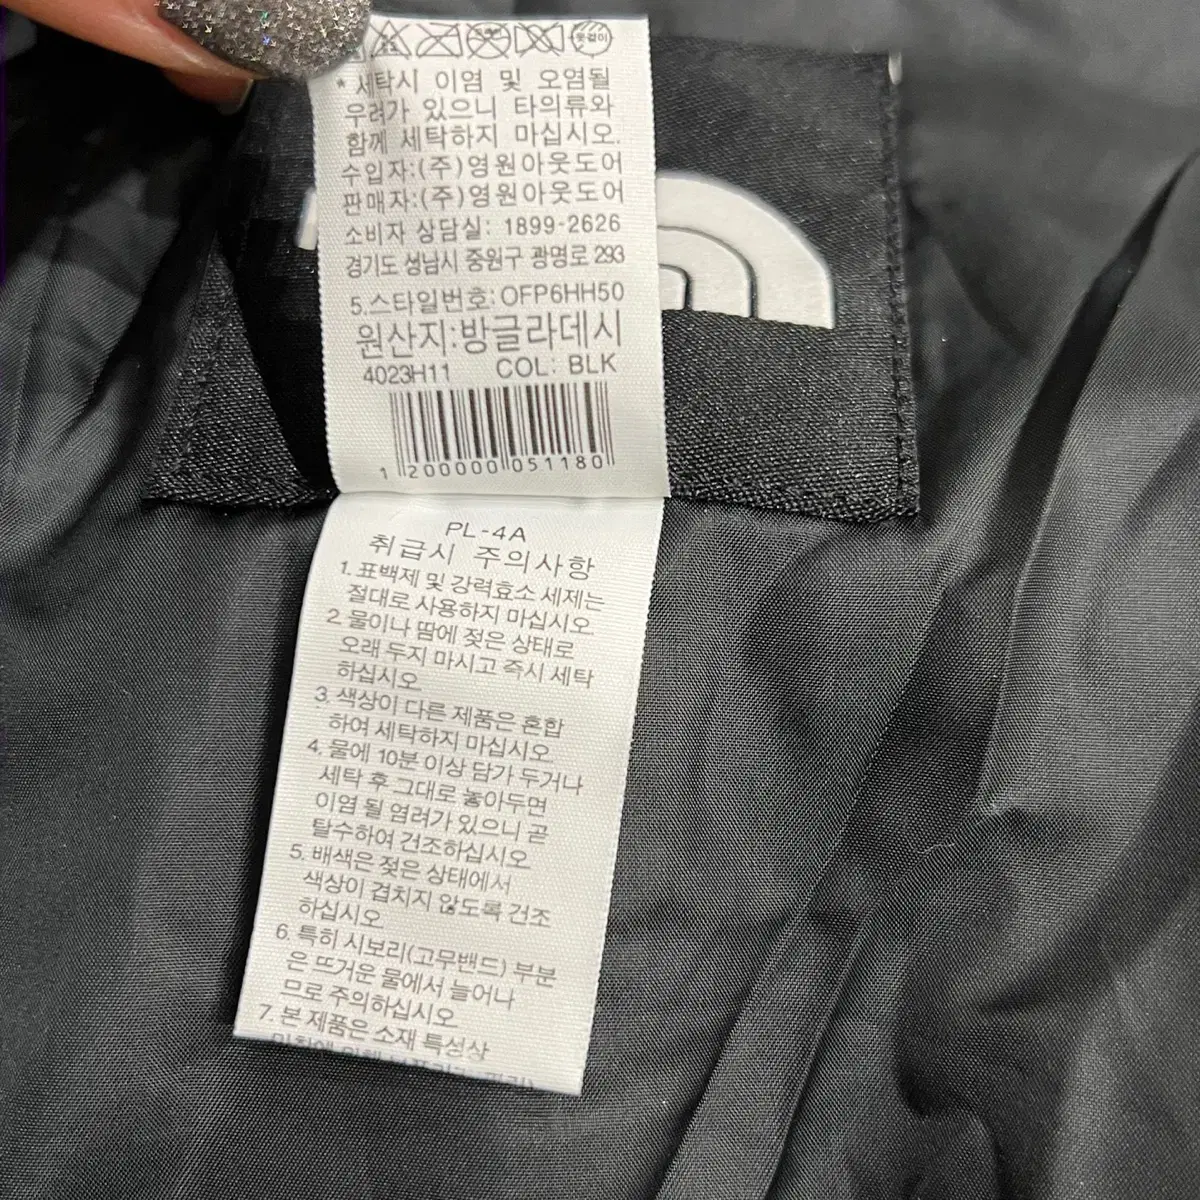 * 세탁시 이염 및 오염될
우려가 있으니 타의류와
함께 세탁하지 마십시오.
수입자:(주)영원아웃도어
판매자:(주)영원아웃도어
소비자 상담실: 1899-2626
경기도 성남시 중원구 광명로 293
5.스타일번호: OFP6HH50
원산지:방글라데시
4023H11 COL: BLK
1 200000 051180
PL-4A
취급시 주의사항
1. 표백제 및 강력효소 세제는
절대로 사용하지 마십시오
2. 물이나 땀에 젖은 상태로
오래 두지 마시고 즉시 세탁
하십시오
3. 색상이 다른 제품은 혼합
하여 세탁하지 마십시오
4. 물에 10분 이상 담가 두거나
세탁 후 그대로 놓아두면
이염 될 염려가 있으니 곧
탈수하여 건조하십시오
5. 배색은 젖은 상태에서
색상이 겹치지 않도록 건조
하십시오
6. 특히 시보리(고무밴드) 부분
은 뜨거운 물에서 늘어나
므로 주의하십시오
7. 본 제품은 소재 특성상